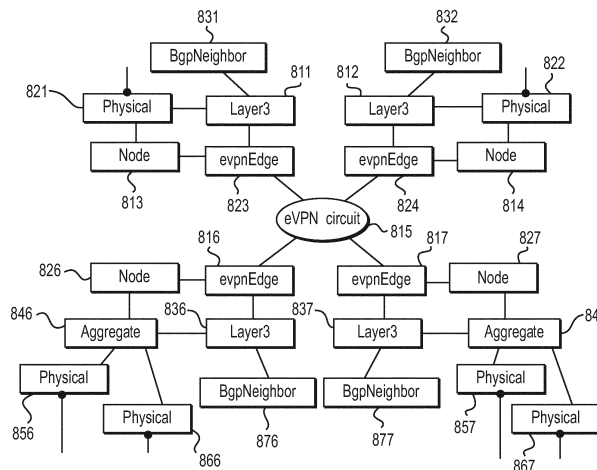 831
832
BgpNeighbor
BgpNeighbor
811
812
822
821
Physical
Layer3
Layer3
Physical
Node
evpnEdge
evpnEdge
Node
813
823
824
814
eVPN circuit
815
816
817
827
826
Node
evpnEdge
evpnEdge
Node
846
836
837
84
Aggregate
Layer3
Layer3
Aggregate
Physical
BgpNeighbor
BgpNeighbor
Physical
856
Physical
866
876
877
857
Physical
867